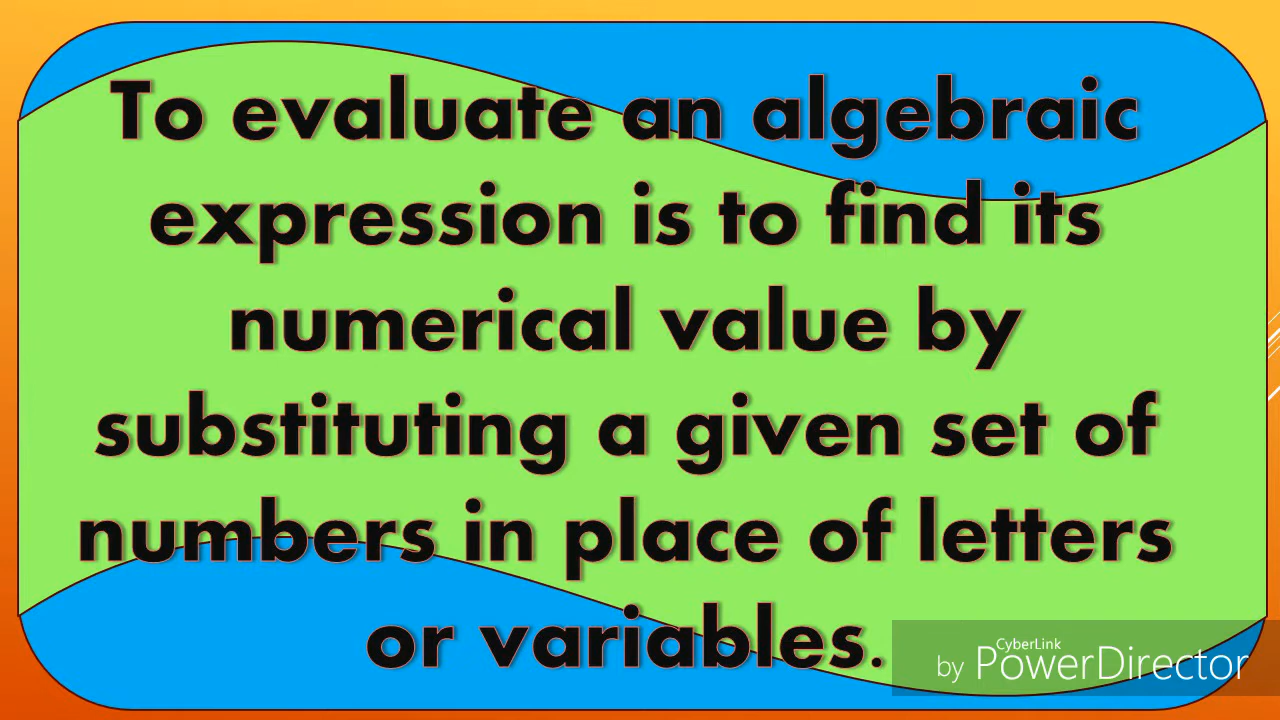 To evaluate an algebraic
expression is to find its
numerical value by
substituting a given set of
numbers in place of letters
or variables.
CyberLink
by PowerDirector